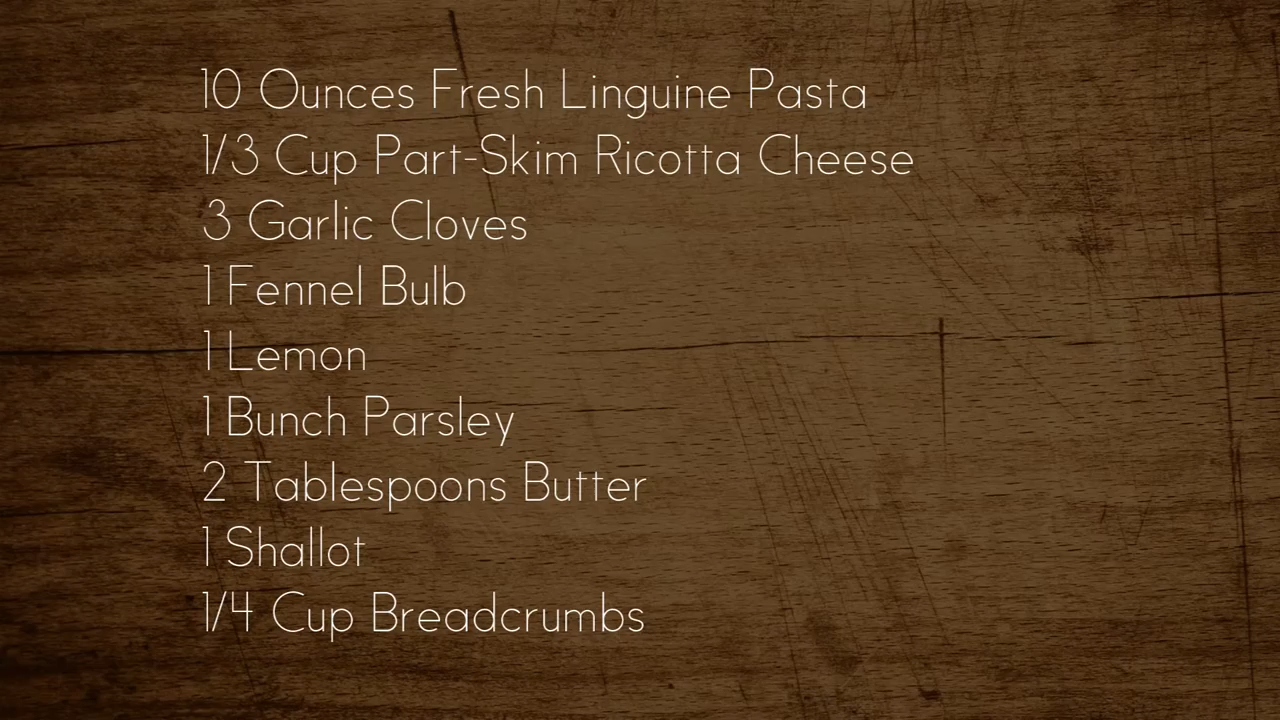 10 Ounces Fresh Linguine Pasta
1/3 Cup Part-Skim Ricotta Cheese
3 Garlic Cloves
1 Fennel Bulb
1 Lemon
1 Bunch Parsley
2 Tablespoons Butter
1 Shallot
1/4 Cup Breadcrumbs